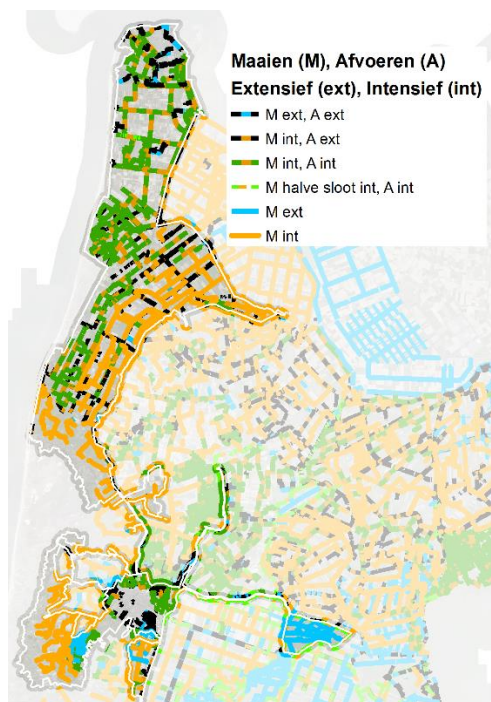 Maaien (M), Afvoeren (A)
Extensief (ext), Intensief (int)
M ext, A ext
M int, A ext
M int, A int
M halve sloot int, A int
M ext
M int